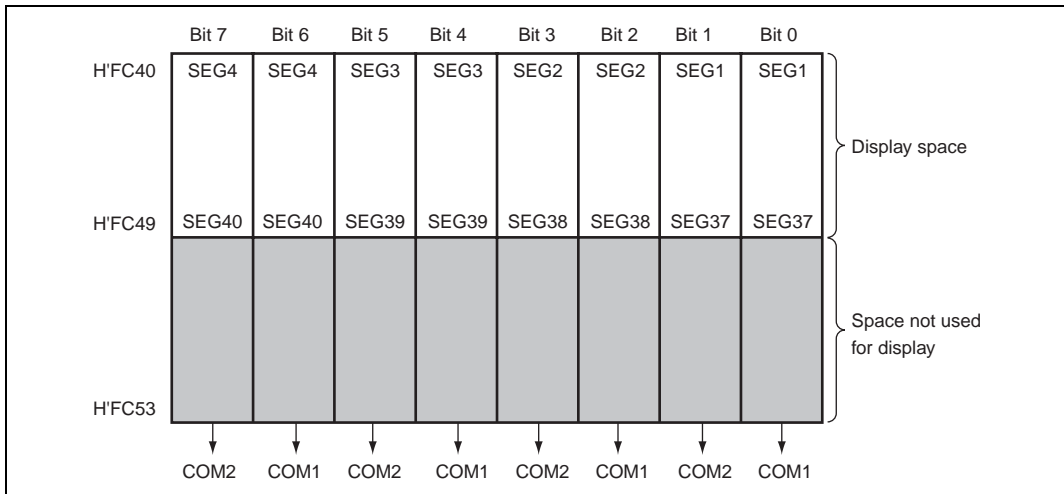 Bit 7 Bit 6 Bit 5 Bit 4 Bit 3 Bit 2 Bit 1 Bit 0
H'FC40 SEG4 SEG4 SEG3 SEG3 SEG2 SEG2 SEG1 SEG1
Display space
H'FC49 SEG40 SEG40 SEG39 SEG39 SEG38 SEG38 SEG37 SEG37
Space not used
for display
H'FC53
COM2 COM1 COM2 COM1 COM2 COM1 COM2 COM1